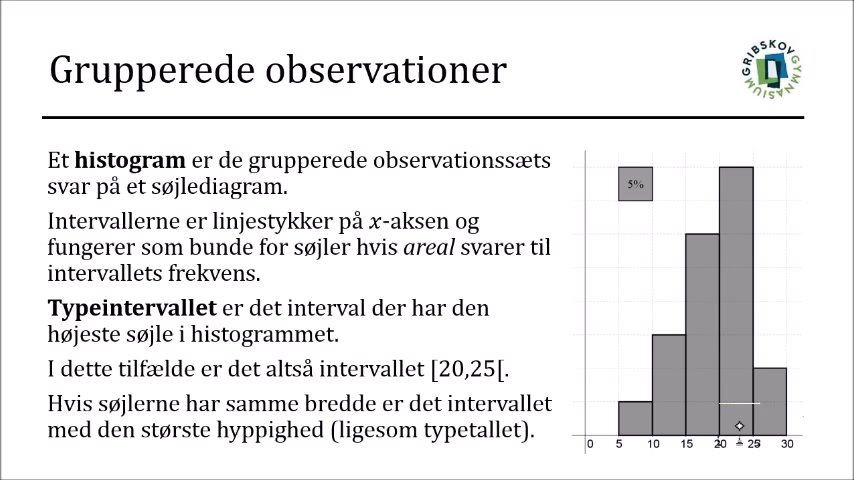 Grupperede observationer
GRIBSKOV GYMNASIUM
Et histogram er de grupperede observationssæts
svar på et søjlediagram.
Intervallerne er linjestykker på x-aksen og
fungerer som bunde for søjler hvis areal svarer til
intervallets frekvens.
Typeintervallet er det interval der har den
højeste søjle i histogrammet.
I dette tilfælde er det altså intervallet [20,25[.
Hvis søjlerne har samme bredde er det intervallet
med den største hyppighed (ligesom typetallet).
5%
0 5 10 15 20 25 30